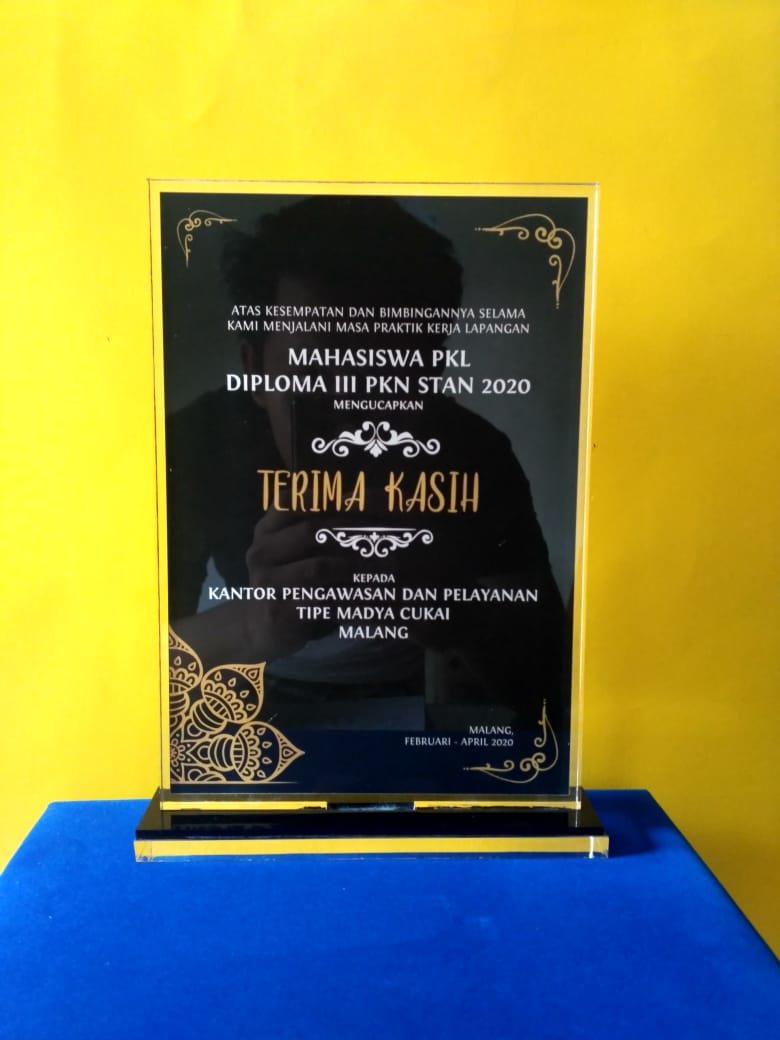 ATAS KESEMPATAN DAN BIMBINGANNYA SELAMA
KAMI MENJALANI MASA PRAKTIK KERJA LAPANGAN
MAHASISWA PKL
DIPLOMA III PKN STAN 2020
MENGUCAPKAN
TERIMA KASIH
KEPADA
KANTOR PENGAWASAN DAN PELAYANAN
TIPE MADYA CUKAI
MALANG
MALANG,
FEBRUARI - APRIL 2020